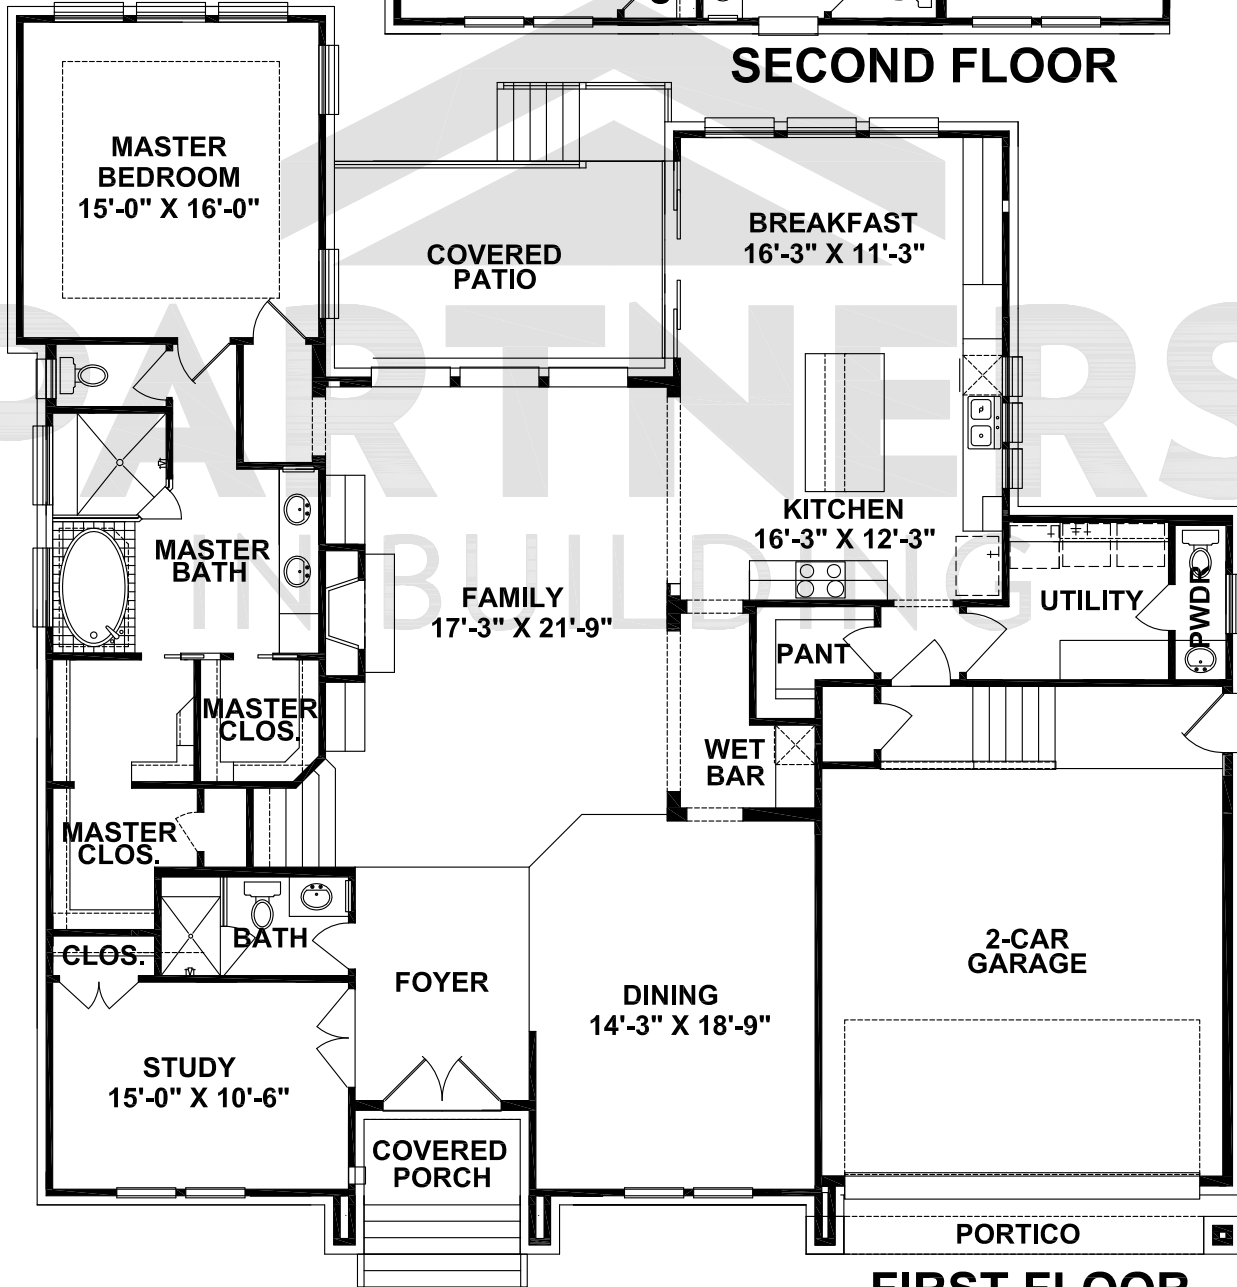 SECOND FLOOR
MASTER
BEDROOM
15'-0" X 16'-0"
COVERED
PATIO
BREAKFAST
16'-3" X 11'-3"
PARTNERS
IN BUILDING
KITCHEN
16'-3" X 12'-3"
MASTER
BATH
FAMILY
17'-3" X 21'-9"
UTILITY
PWDR
PANT
MASTER
CLOS.
WET
BAR
MASTER
CLOS.
BATH
CLOS.
FOYER
2-CAR
GARAGE
DINING
14'-3" X 18'-9"
STUDY
15'-0" X 10'-6"
COVERED
PORCH
PORTICO
FIRST FLOOR